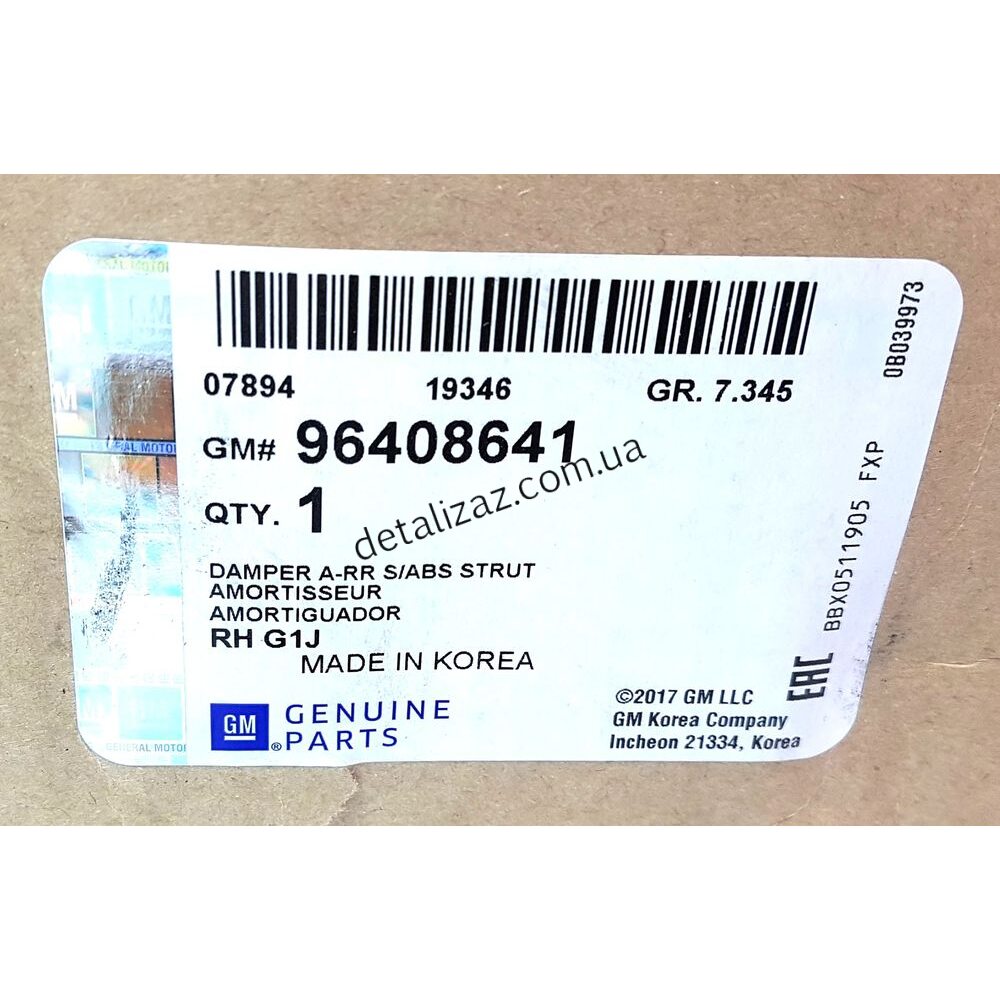 07894 19346 GR. 7.345
GM# 96408641
QTY. 1
detalizaz.com.ua
DAMPER A-RR S/ABS STRUT
AMORTISSEUR
AMORTIGUADOR
RH G1J
MADE IN KOREA
GM
GENUINE
® PARTS
©2017 GM LLC
GM Korea Company
Incheon 21334, Korea
EAC
BBX0511905 FXP
0B039973
GENERAL MOTO